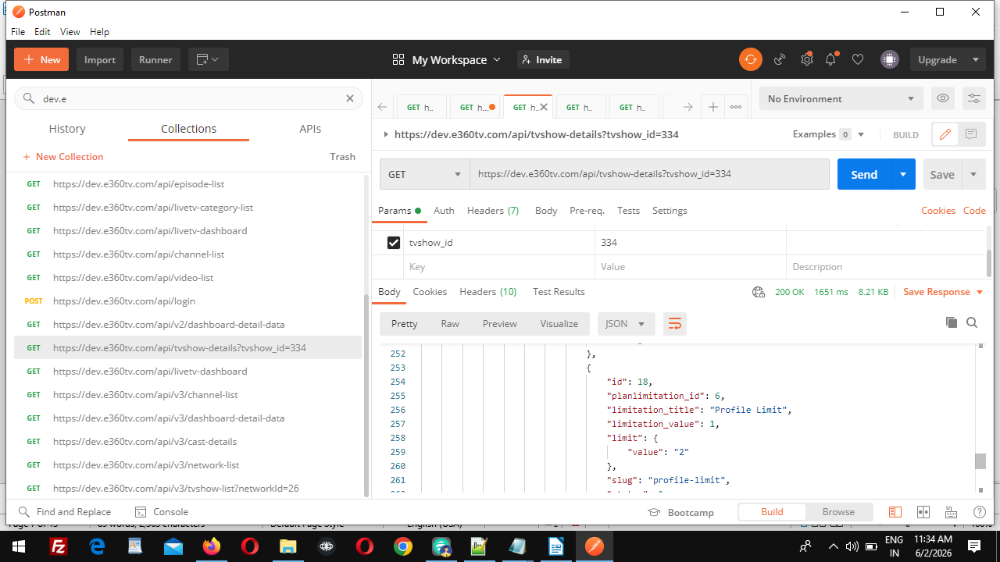 Postman
File Edit View Help
New Import Runner My Workspace Invite Upgrade
dev.e
History Collections APIs
+ New Collection Trash
GET https://dev.e360tv.com/api/episode-list
GET https://dev.e360tv.com/api/livetv-category-list
GET https://dev.e360tv.com/api/livetv-dashboard
GET https://dev.e360tv.com/api/channel-list
GET https://dev.e360tv.com/api/video-list
POST https://dev.e360tv.com/api/login
GET https://dev.e360tv.com/api/v2/dashboard-detail-data
GET https://dev.e360tv.com/api/tvshow-details?tvshow_id=334
GET https://dev.e360tv.com/api/livetv-dashboard
GET https://dev.e360tv.com/api/v3/channel-list
GET https://dev.e360tv.com/api/v3/dashboard-detail-data
GET https://dev.e360tv.com/api/v3/cast-details
GET https://dev.e360tv.com/api/v3/network-list
GET https://dev.e360tv.com/api/v3/tvshow-list?networkId=26
GET h.. GET h... GET h.. GET h.. GET h..
No Environment
https://dev.e360tv.com/api/tvshow-details?tvshow_id=334 Examples 0 BUILD
GET https://dev.e360tv.com/api/tvshow-details?tvshow_id=334 Send Save
Params Auth Headers (7) Body Pre-req. Tests Settings Cookies Code
tvshow_id 334
Key Value Description
Body Cookies Headers (10) Test Results 200 OK 1651 ms 8.21 KB Save Response
Pretty Raw Preview Visualize JSON
252 },
253 {
254 "id": 18,
255 "planlimitation_id": 6,
256 "limitation_title": "Profile Limit",
257 "limitation_value": 1,
258 "limit": {
259 "value": "2"
260 },
261 "slug": "profile-limit",
Find and Replace Console Bootcamp Build Browse
ENG 11:34 AM
IN 6/2/2026